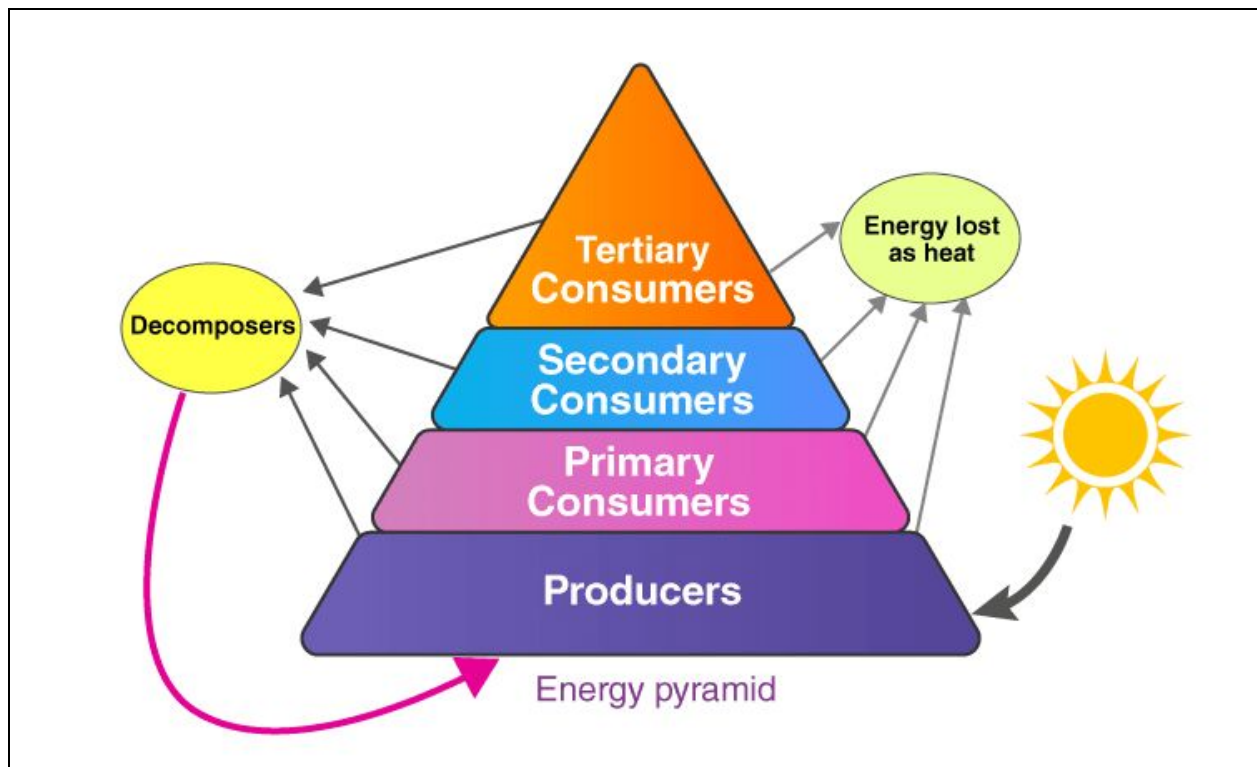 Tertiary
Consumers
Energy lost
as heat
Decomposers
Secondary
Consumers
Primary
Consumers
Producers
Energy pyramid